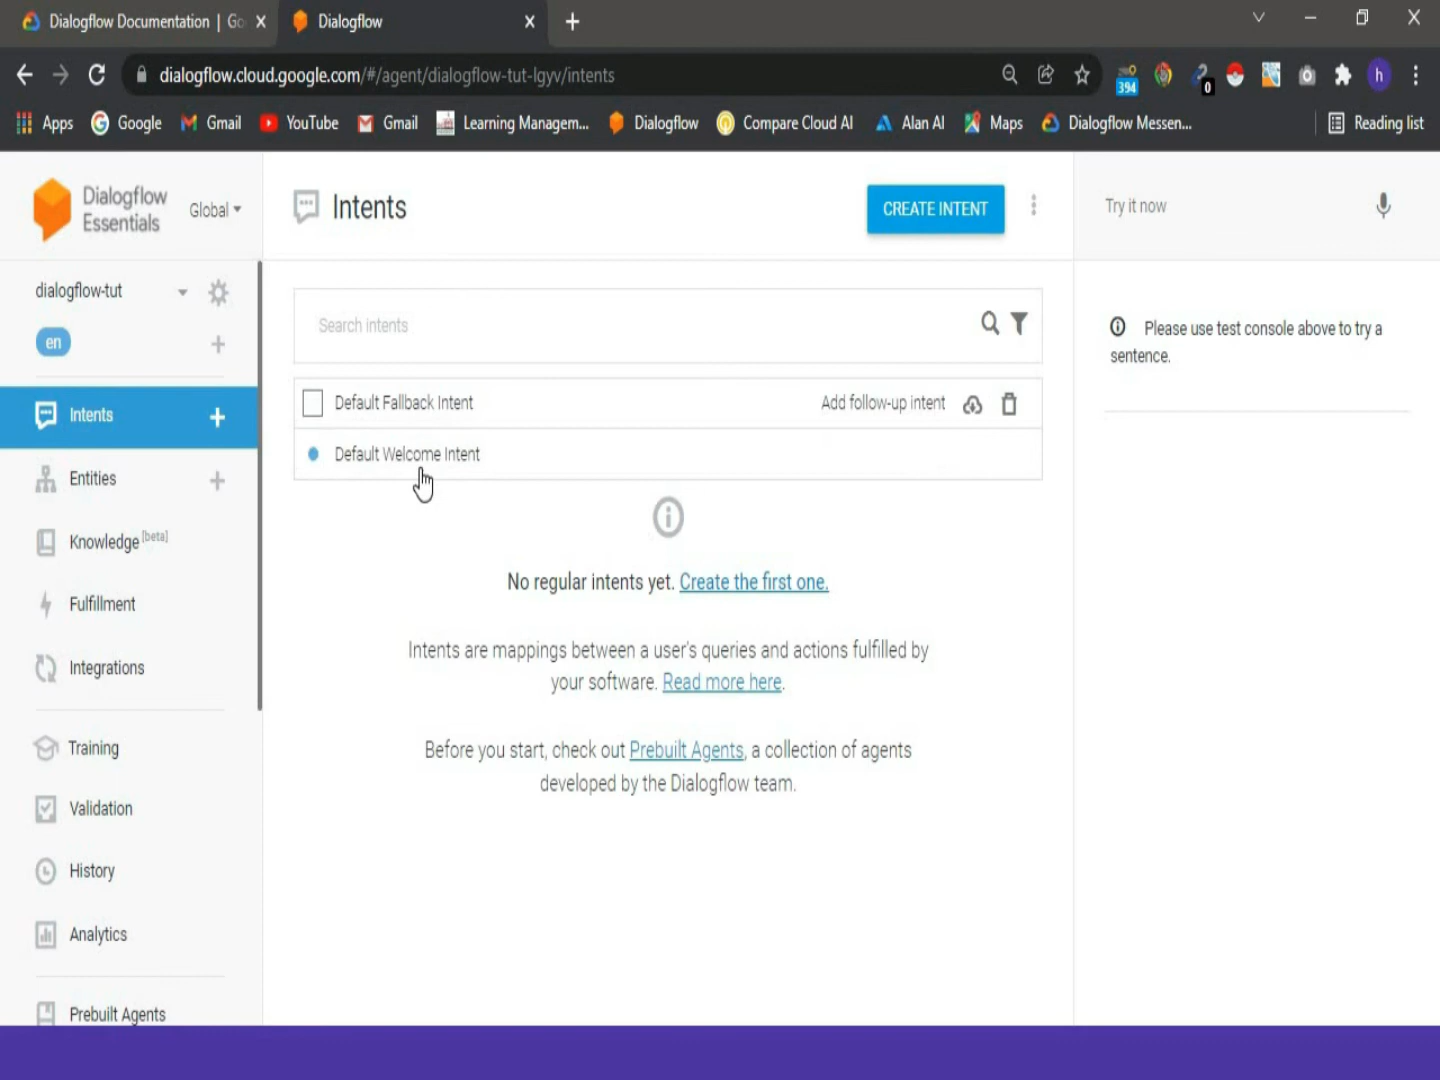 Dialogflow Documentation | Go
Dialogflow
dialogflow.cloud.google.com/#/agent/dialogflow-tut-lgyv/intents
394
0
h
Apps
Google
Gmail
YouTube
Gmail
Learning Managem...
Dialogflow
Compare Cloud AI
Alan AI
Maps
Dialogflow Messen...
Reading list
Dialogflow
Essentials
Global
Intents
CREATE INTENT
Try it now
dialogflow-tut
en
Search intents
Please use test console above to try a
sentence.
Intents
Default Fallback Intent
Add follow-up intent
Default Welcome Intent
Entities
Knowledge [beta]
Fulfillment
Integrations
Training
Validation
History
Analytics
Prebuilt Agents
No regular intents yet. Create the first one.
Intents are mappings between a user's queries and actions fulfilled by
your software. Read more here.
Before you start, check out Prebuilt Agents, a collection of agents
developed by the Dialogflow team.